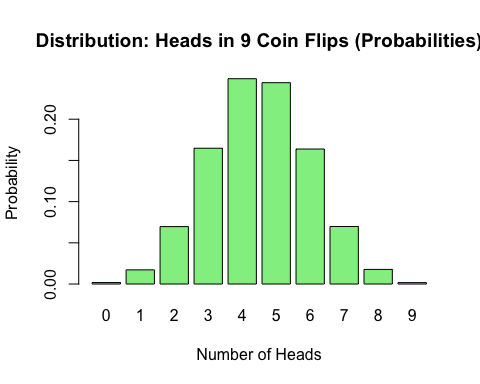 Distribution: Heads in 9 Coin Flips (Probabilities)
Probability
0.20
0.10
0.00
0 1 2 3 4 5 6 7 8 9
Number of Heads